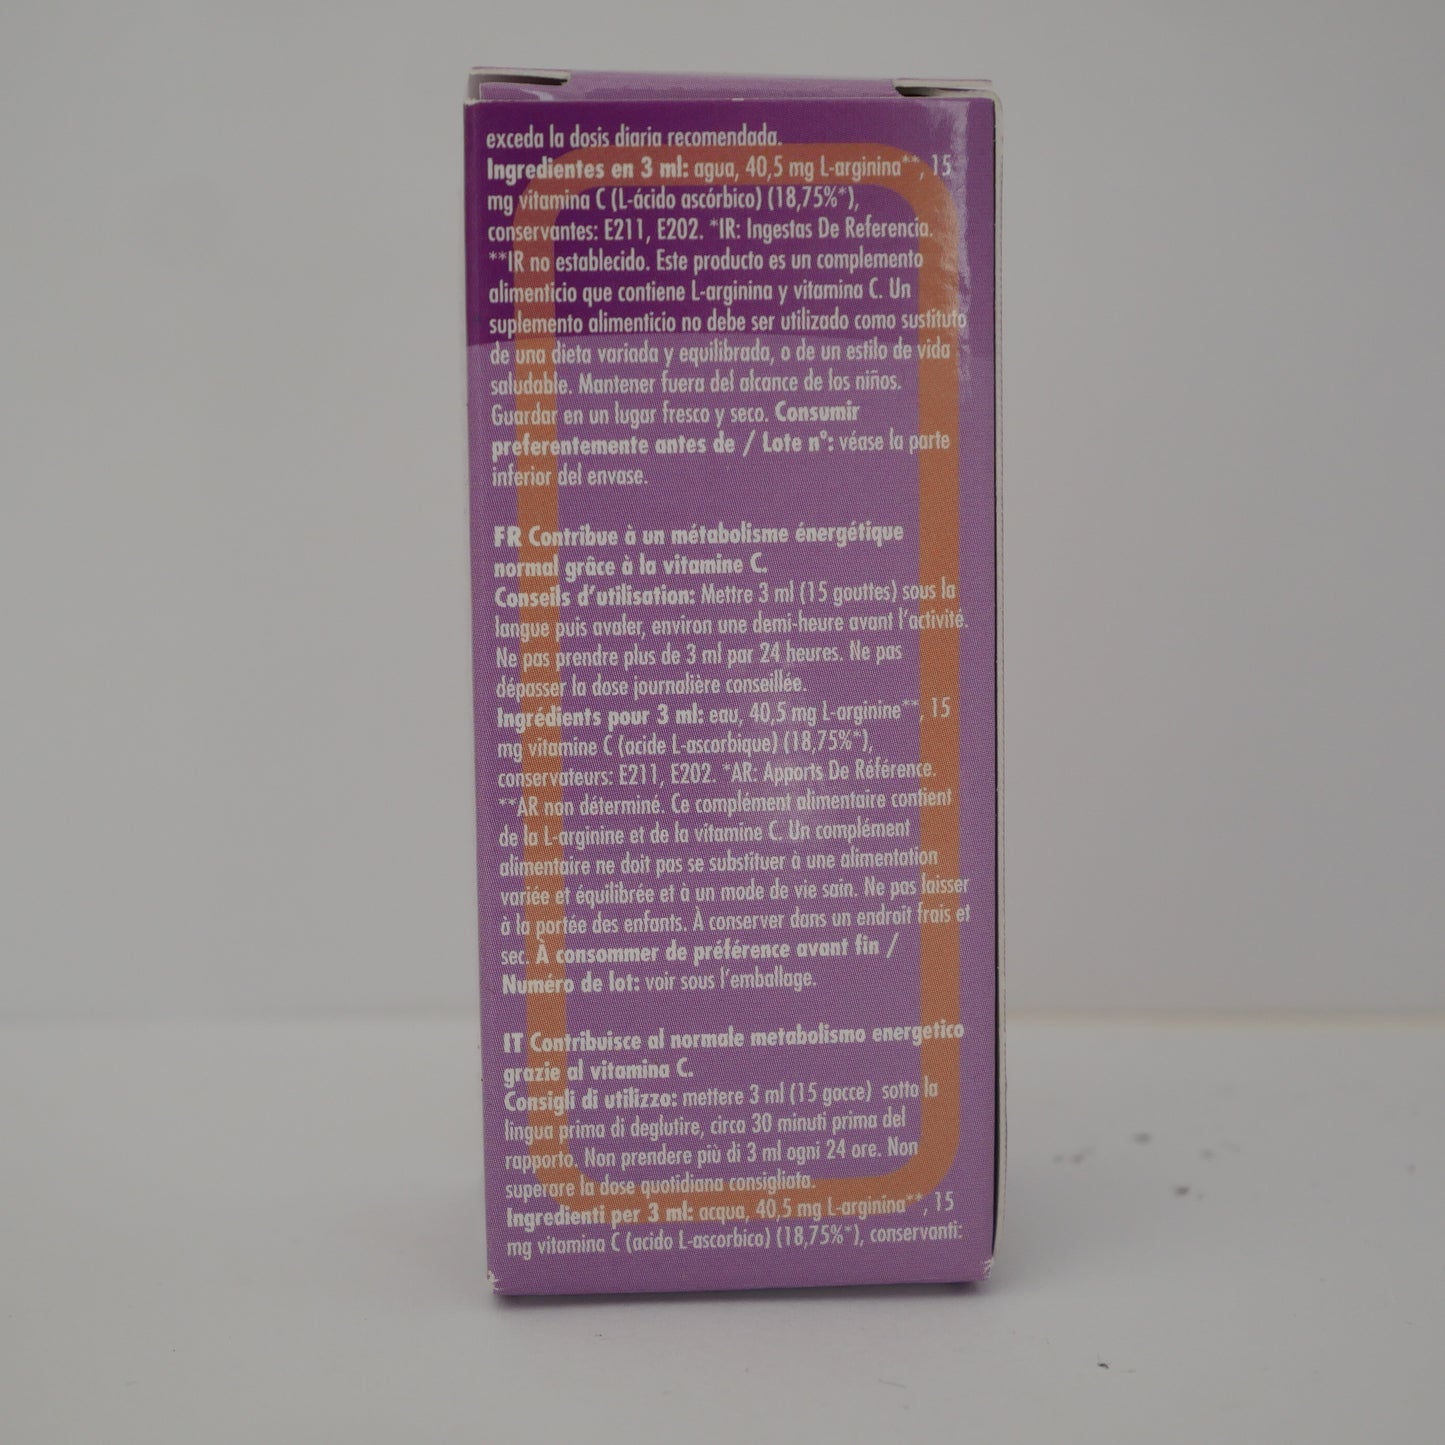 exceda la dosis diaria recomendada.
Ingredientes en 3 ml: agua, 40,5 mg L-arginina**, 15
mg vitamina C (L-ácido ascórbico) (18,75%*),
conservantes: E211, E202. *IR: Ingestas De Referencia.
**IR no establecido. Este producto es un complemento
alimenticio que contiene L-arginina y vitamina C. Un
suplemento alimenticio no debe ser utilizado como sustituto
de una dieta variada y equilibrada, o de un estilo de vida
saludable. Mantener fuera del alcance de los niños.
Guardar en un lugar fresco y seco. Consumir
preferentemente antes de / Lote n°: véase la parte
inferior del envase.
FR Contribue à un métabolisme énergétique
normal grâce à la vitamine C.
Conseils d'utilisation: Mettre 3 ml (15 gouttes) sous la
langue puis avaler, environ une demi-heure avant l'activité.
Ne pas prendre plus de 3 ml par 24 heures. Ne pas
dépasser la dose journalière conseillée.
Ingrédients pour 3 ml: eau, 40,5 mg L-arginine**, 15
mg vitamine C (acide L-ascorbique) (18,75%*),
conservateurs: E211, E202. *AR: Apports De Référence.
**AR non déterminé. Ce complément alimentaire contient
de la L-arginine et de la vitamine C. Un complément
alimentaire ne doit pas se substituer à une alimentation
variée et équilibrée et à un mode de vie sain. Ne pas laisser
à la portée des enfants. À conserver dans un endroit frais et
sec. À consommer de préférence avant fin /
Numéro de lot: voir sous l'emballage.
IT Contribuisce al normale metabolismo energetico
grazie al vitamina C.
Consigli di utilizzo: mettere 3 ml (15 gocce) sotto la
lingua prima di deglutire, circa 30 minuti prima del
rapporto. Non prendere più di 3 ml ogni 24 ore. Non
superare la dose quotidiana consigliata.
Ingredienti per 3 ml: acqua, 40,5 mg L-arginina**, 15
mg vitamina C (acido L-ascorbico) (18,75%*), conservanti: